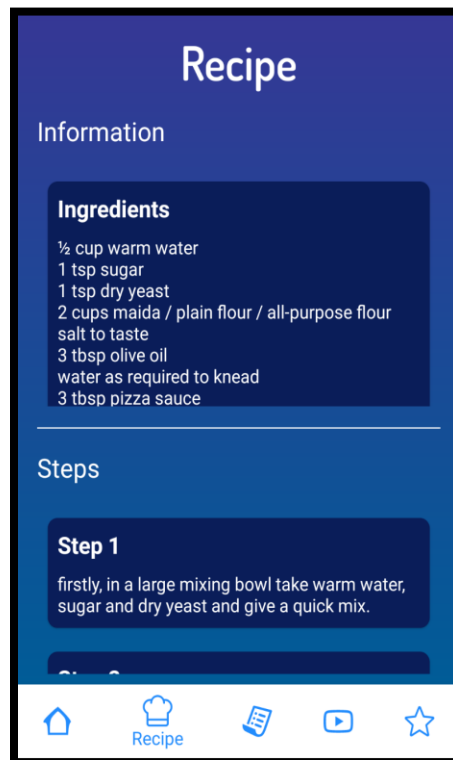 Recipe
Information
Ingredients
½ cup warm water
1 tsp sugar
1 tsp dry yeast
2 cups maida / plain flour / all-purpose flour
salt to taste
3 tbsp olive oil
water as required to knead
3 tbsp pizza sauce
Steps
Step 1
firstly, in a large mixing bowl take warm water,
sugar and dry yeast and give a quick mix.
Recipe